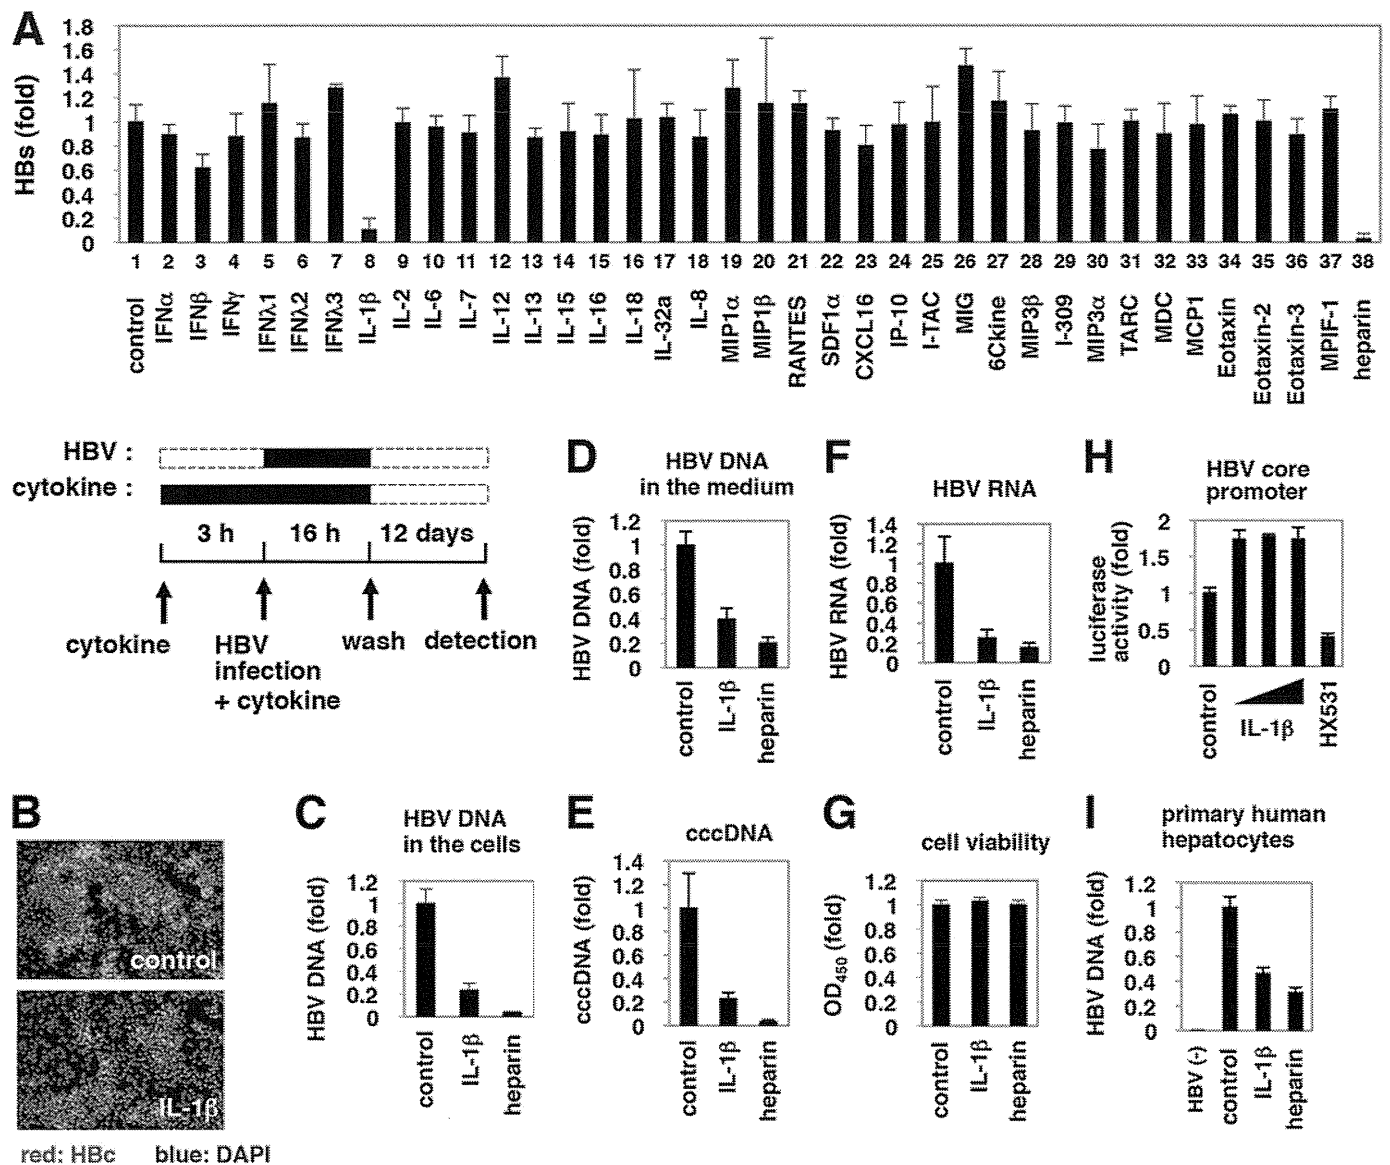 A
HBs (fold)
1.8
1.6
1.4
1.2
1
0.8
0.6
0.4
0.2
0
1 2 3 4 5 6 7 8 9 10 11 12 13 14 15 16 17 18 19 20 21 22 23 24 25 26 27 28 29 30 31 32 33 34 35 36 37 38
control
IFNα
IFNβ
IFNγ
IFNλ1
IFNλ2
IFNλ3
IL-1β
IL-2
IL-6
IL-7
IL-12
IL-13
IL-15
IL-16
IL-18
IL-32a
IL-8
MIP1α
MIP1β
RANTES
SDF1α
CXCL16
IP-10
I-TAC
MIG
6Ckine
MIP3β
I-309
MIP3α
TARC
MDC
MCP1
Eotaxin
Eotaxin-2
Eotaxin-3
MPIF-1
heparin
HBV :
cytokine :
3 h 16 h 12 days
cytokine
HBV
infection
+ cytokine
wash
detection
D
HBV DNA
in the medium
HBV DNA (fold)
1.2
1
0.8
0.6
0.4
0.2
0
control
IL-1β
heparin
F
HBV RNA
HBV RNA (fold)
1.4
1.2
1
0.8
0.6
0.4
0.2
0
control
IL-1β
heparin
H
HBV core
promoter
luciferase
activity (fold)
2
1.5
1
0.5
0
control
IL-1β
HX531
B
control
IL-1β
red: HBc blue: DAPI
C
HBV DNA
in the cells
HBV DNA (fold)
1.2
1
0.8
0.6
0.4
0.2
0
control
IL-1β
heparin
E
cccDNA
cccDNA (fold)
1.4
1.2
1
0.8
0.6
0.4
0.2
0
control
IL-1β
heparin
G
cell viability
OD450 (fold)
1.2
1
0.8
0.6
0.4
0.2
0
control
IL-1β
heparin
I
primary human
hepatocytes
HBV DNA (fold)
1.2
1
0.8
0.6
0.4
0.2
0
HBV (-)
control
IL-1β
heparin